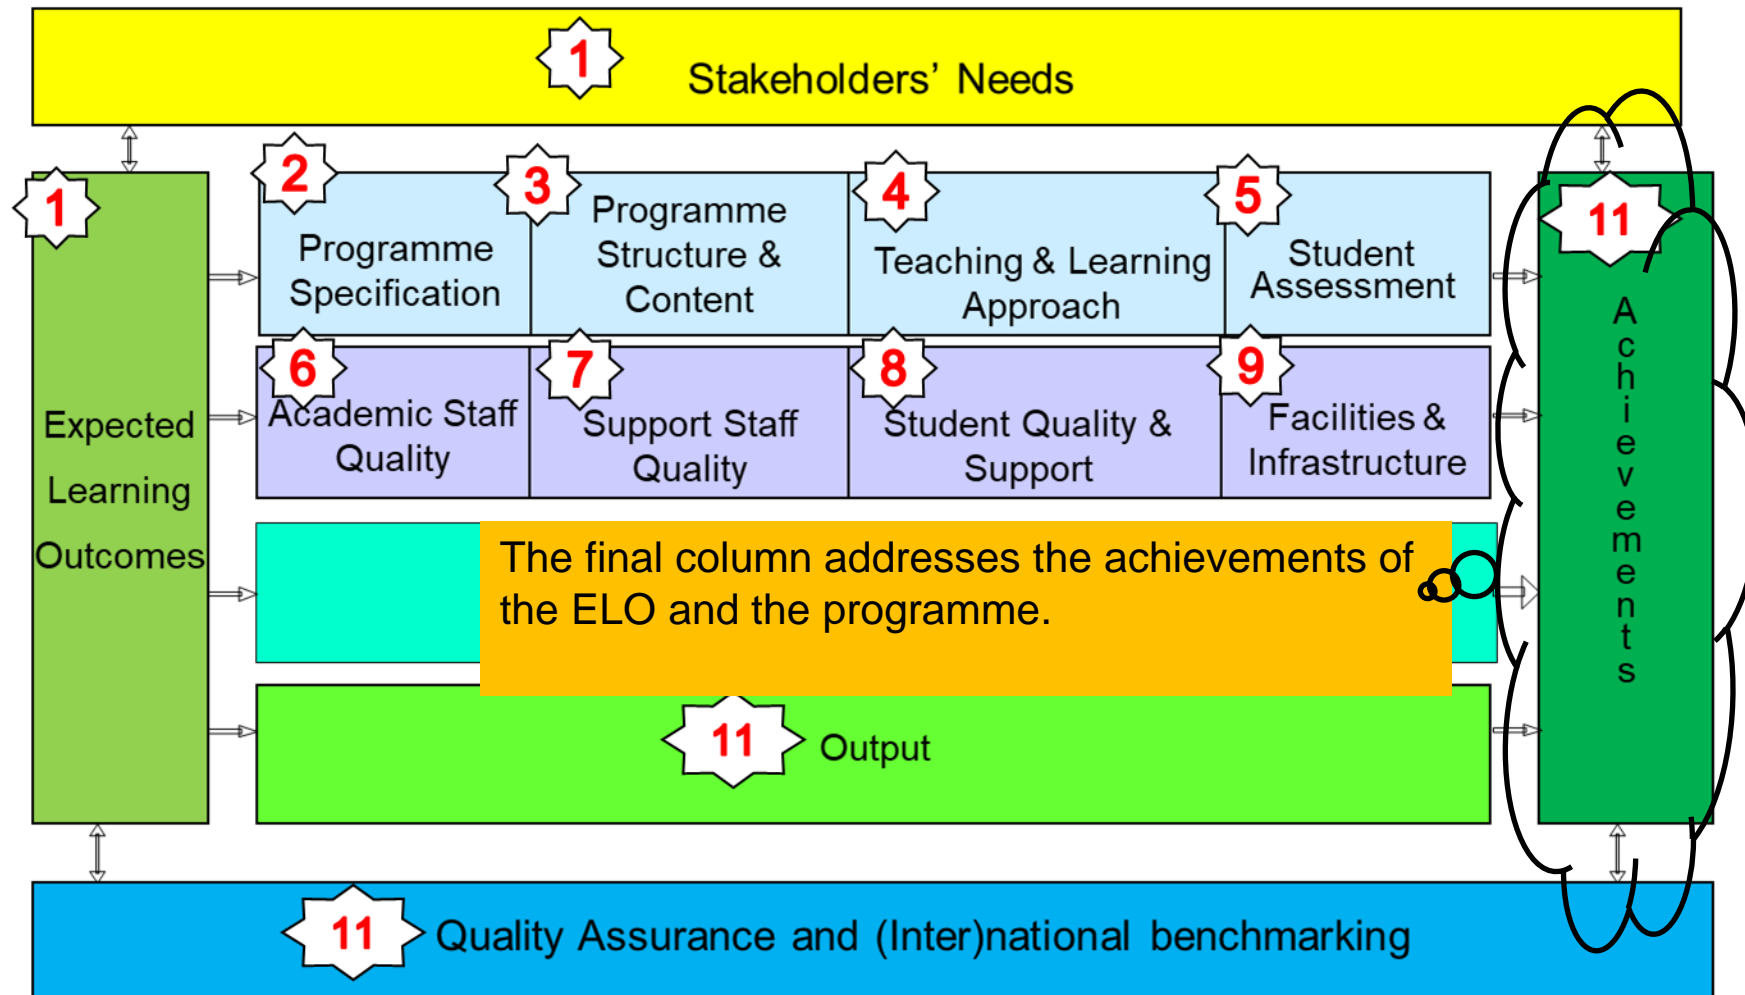 1
Stakeholders' Needs
1
Expected
Learning
Outcomes
2
Programme
Specification
3
Programme
Structure &
Content
4
Teaching & Learning
Approach
5
Student
Assessment
6
Academic Staff
Quality
7
Support Staff
Quality
8
Student Quality &
Support
9
Facilities &
Infrastructure
The final column addresses the achievements of
the ELO and the programme.
11
Output
11
Achievements
11
Quality Assurance and (Inter)national benchmarking